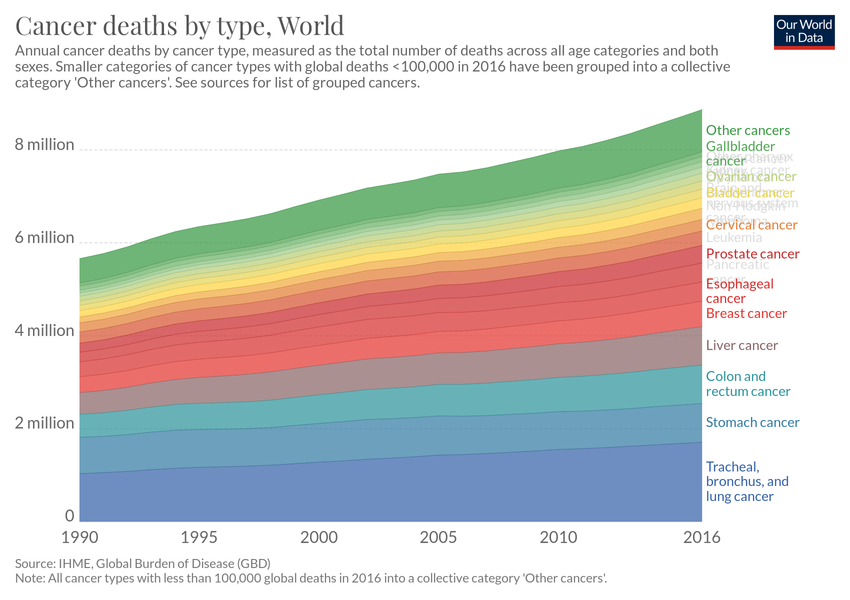 Cancer deaths by type, World
Our World
in Data
Annual cancer deaths by cancer type, measured as the total number of deaths across all age categories and both
sexes. Smaller categories of cancer types with global deaths <100,000 in 2016 have been grouped into a collective
category 'Other cancers'. See sources for list of grouped cancers.
8 million
6 million
4 million
2 million
0
Other cancers
Gallbladder
cancer
Ovarian cancer
Bladder cancer
Cervical cancer
Leukemia
Prostate cancer
Pancreatic
Esophageal
cancer
Breast cancer
Liver cancer
Colon and
rectum cancer
Stomach cancer
Tracheal,
bronchus, and
lung cancer
1990
1995
2000
2005
2010
2016
Source: IHME, Global Burden of Disease (GBD)
Note: All cancer types with less than 100,000 global deaths in 2016 into a collective category 'Other cancers'.